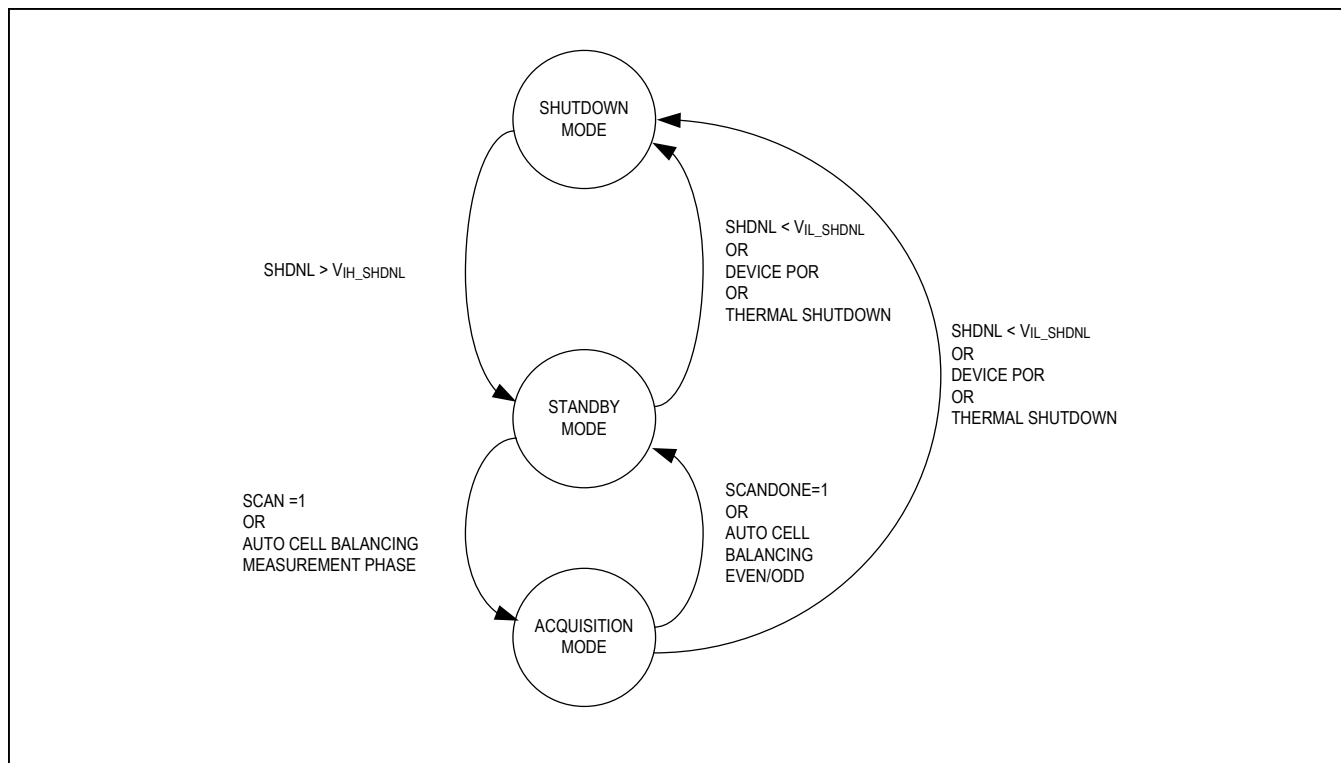 SHUTDOWN
MODE
SHDNL > VIH_SHDNL
SHDNL < VIL_SHDNL
OR
DEVICE POR
OR
THERMAL SHUTDOWN
SHDNL < VIL_SHDNL
OR
DEVICE POR
OR
THERMAL SHUTDOWN
STANDBY
MODE
SCAN =1
OR
AUTO CELL BALANCING
MEASUREMENT PHASE
SCANDONE=1
OR
AUTO CELL
BALANCING
EVEN/ODD
ACQUISITION
MODE